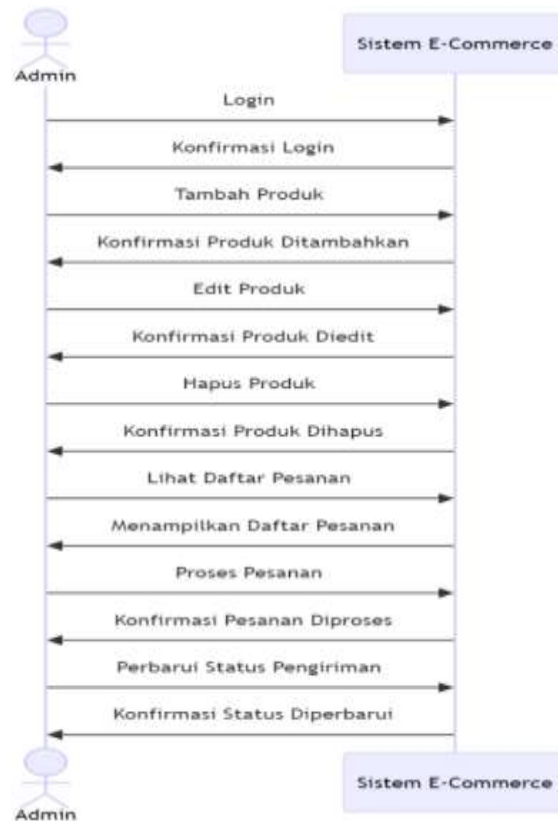 Admin
Sistem E-Commerce
Login
Konfirmasi Login
Tambah Produk
Konfirmasi Produk Ditambahkan
Edit Produk
Konfirmasi Produk Diedit
Hapus Produk
Konfirmasi Produk Dihapus
Lihat Daftar Pesanan
Menampilkan Daftar Pesanan
Proses Pesanan
Konfirmasi Pesanan Diproses
Perbarui Status Pengiriman
Konfirmasi Status Diperbarui
Admin
Sistem E-Commerce